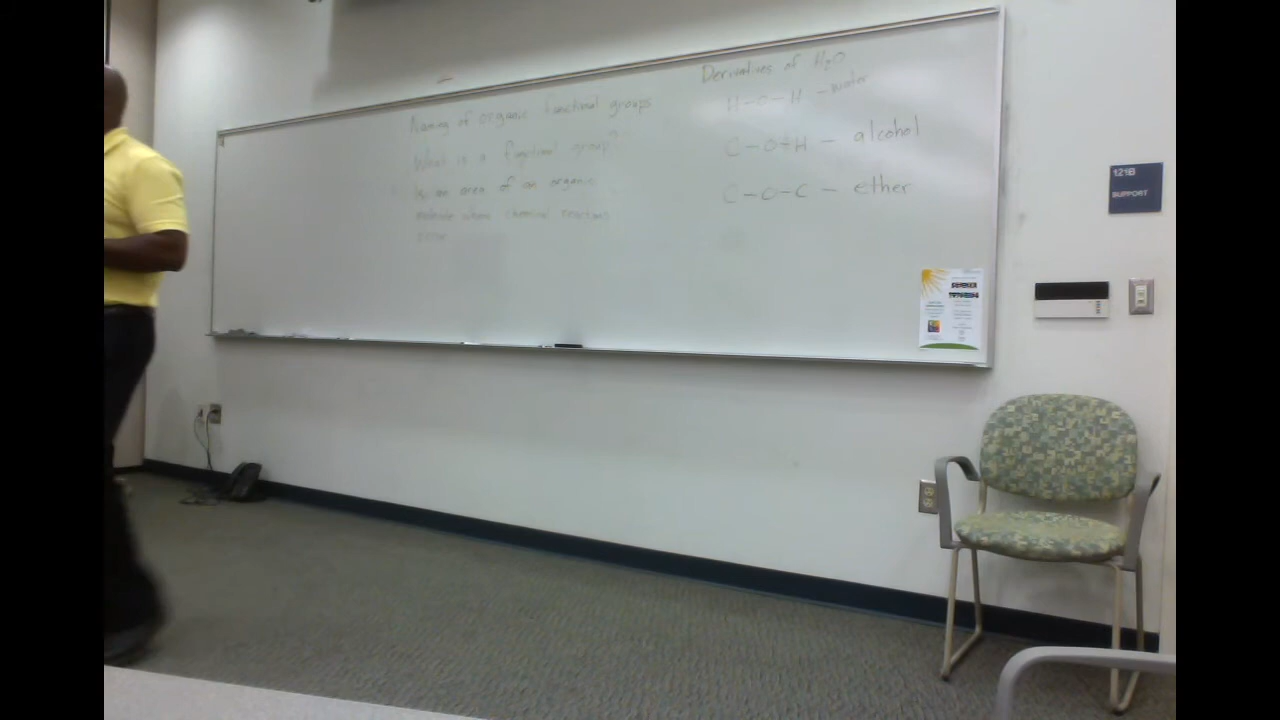 Naming of organic functional groups
What is a functional group?
Is an area of an organic
molecule where chemical reactions
occur
Derivatives of H2O
H-O-H - water
C-O-H - alcohol
C-O-C - ether
121B
SUPPORT